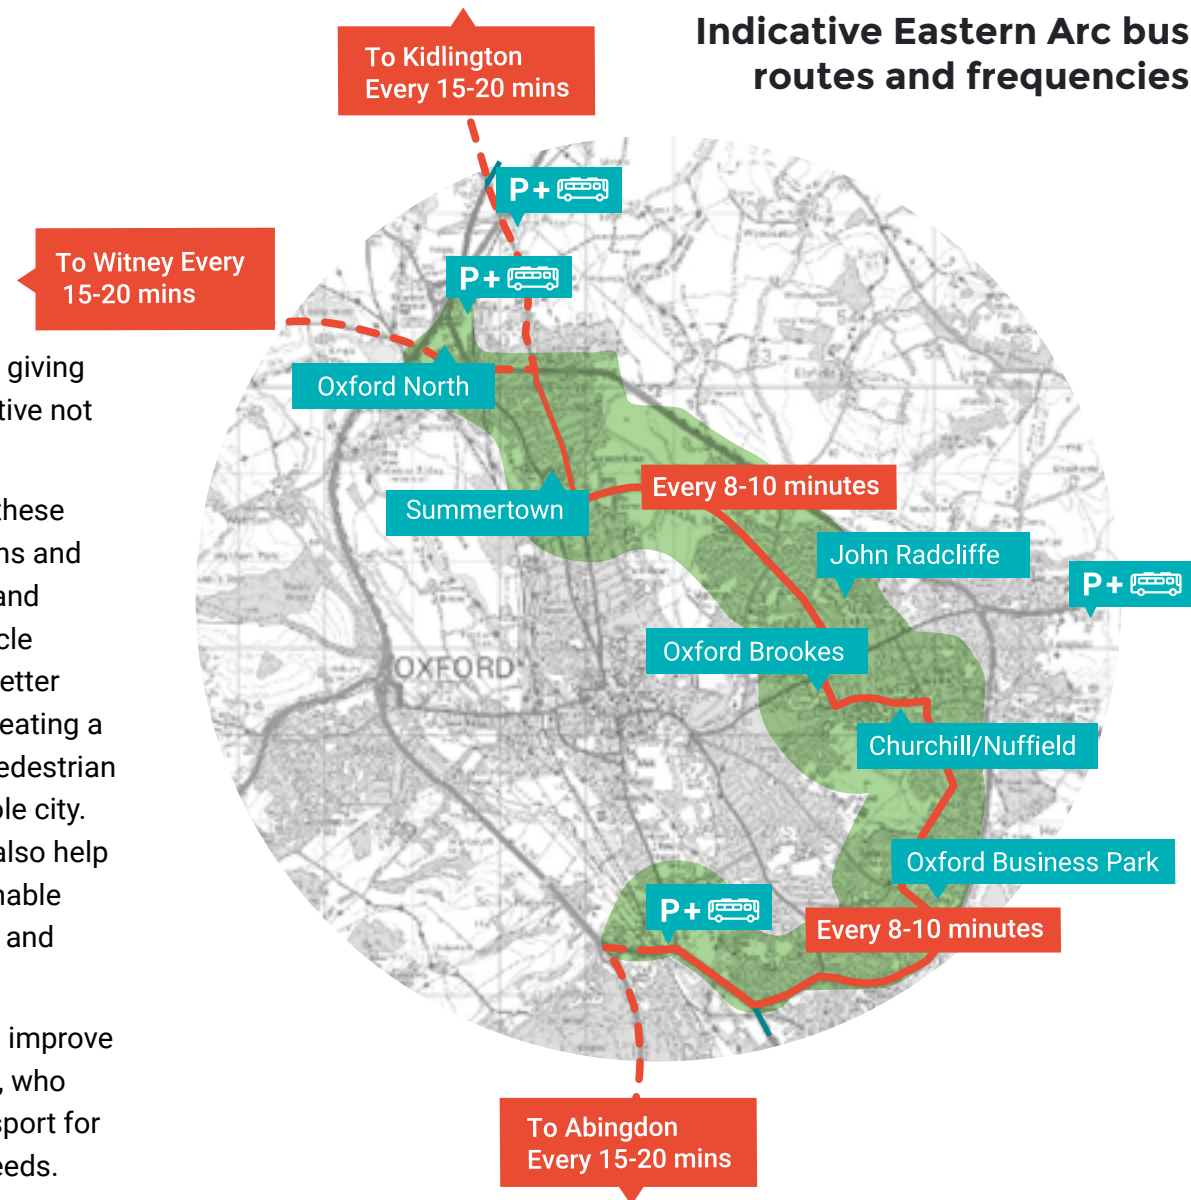 Indicative Eastern Arc bus
routes and frequencies
To Kidlington
Every 15-20 mins
P+
P+
To Witney Every
15-20 mins
giving
tive not
these
ns and
and
cle
etter
eating a
edestrian
ble city.
also help
nable
and
improve
, who
sport for
eeds.
Oxford North
Summertown
Every 8-10 minutes
John Radcliffe
P+
Oxford Brookes
OXFORD
Churchill/Nuffield
Oxford Business Park
P+
Every 8-10 minutes
To Abingdon
Every 15-20 mins